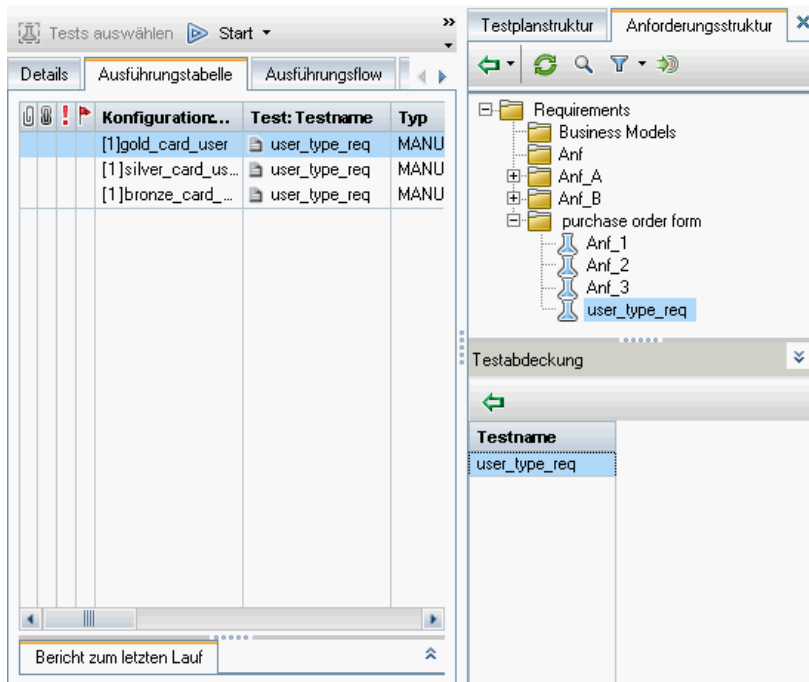 Tests auswählen Start
Details Ausführungstabelle Ausführungsflow
Konfiguration:... Test: Testname Typ
[1]gold_card_user user_type_req MANU
[1]silver_card_us... user_type_req MANU
[1]bronze_card_... user_type_req MANU
Bericht zum letzten Lauf
Testplanstruktur Anforderungsstruktur
Requirements
Business Models
Anf
Anf_A
Anf_B
purchase order form
Anf_1
Anf_2
Anf_3
user_type_req
Testabdeckung
Testname
user_type_req